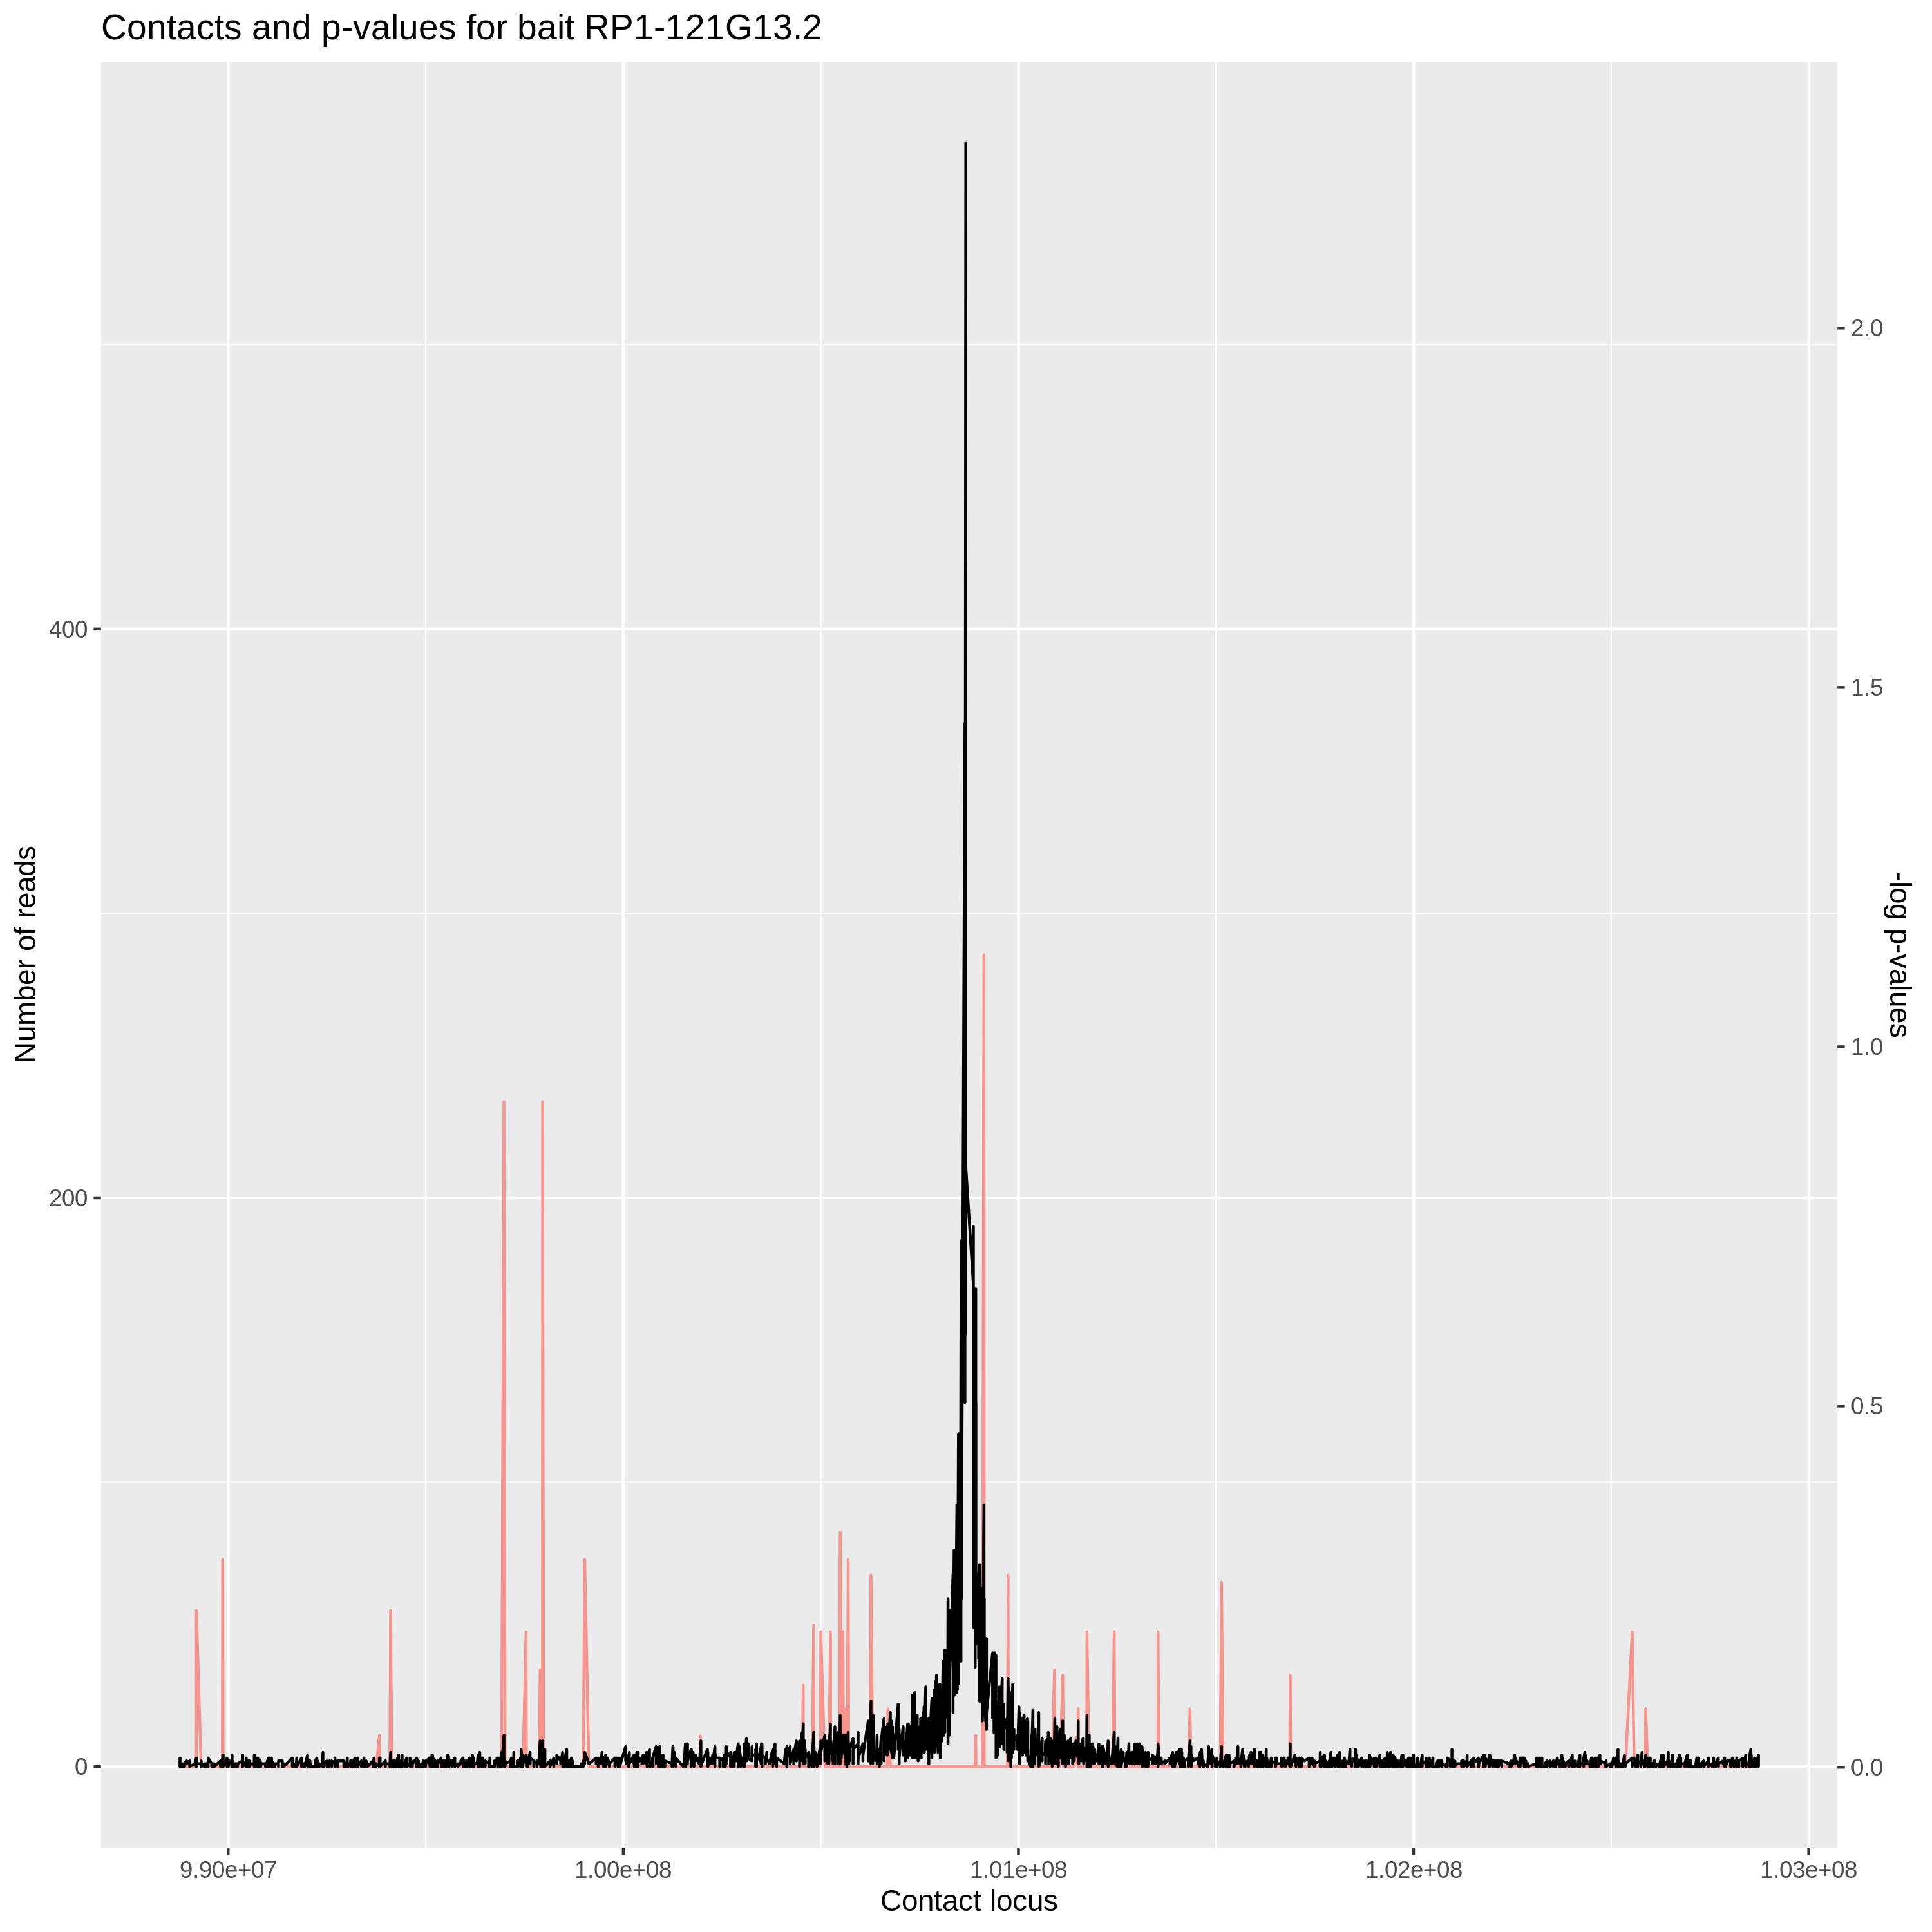 Contacts and p-values for bait RP1-121G13.2
Number of reads
400
200
0
2.0
1.5
1.0
0.5
0.0
-log p-values
9.90e+07 1.00e+08 1.01e+08 1.02e+08 1.03e+08
Contact locus